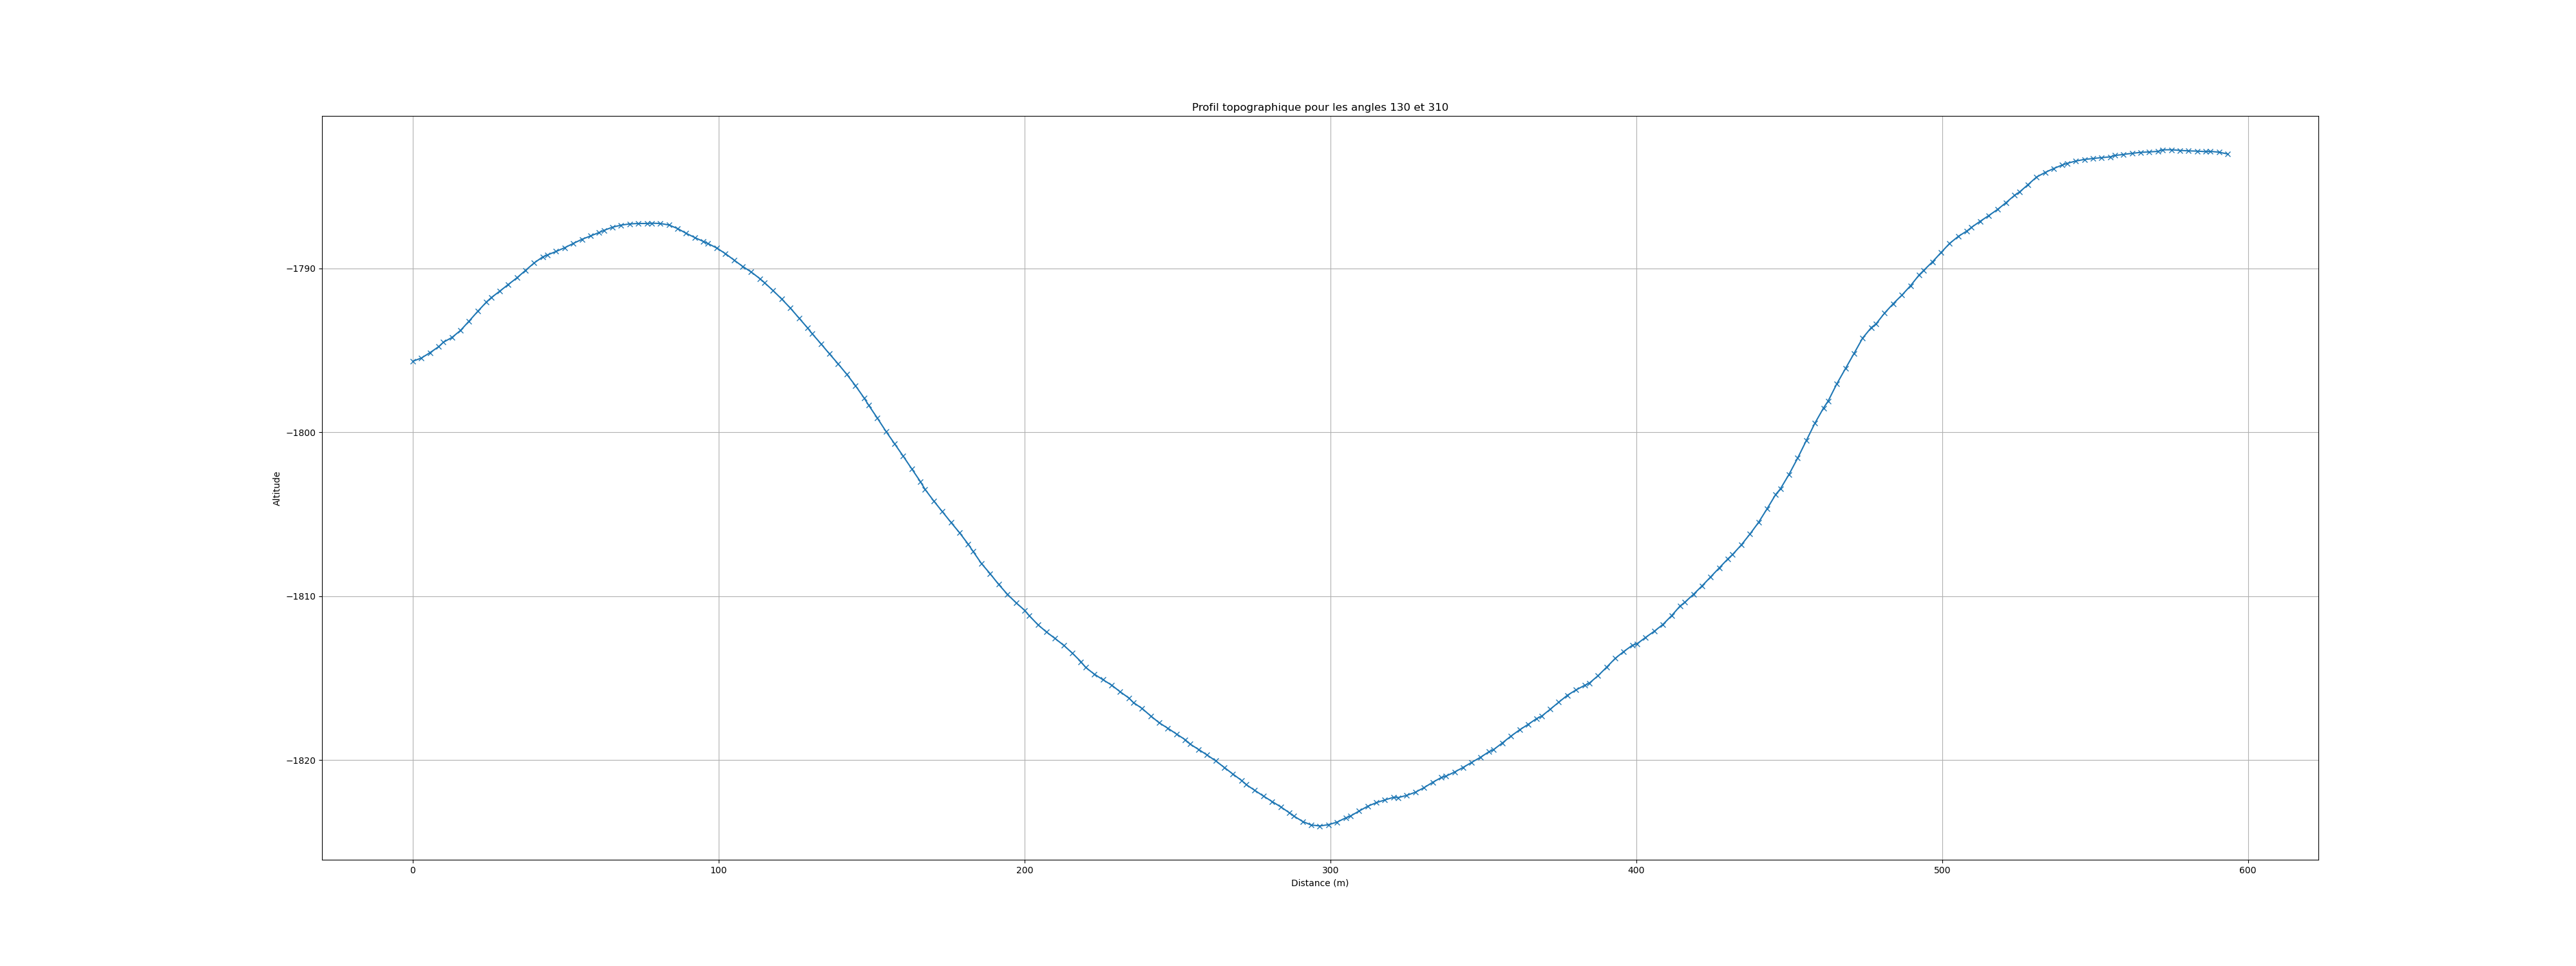 Profil topographique pour les angles 130 et 310
−1790
−1800
−1810
−1820
Altitude
0 100 200 300 400 500 600
Distance (m)